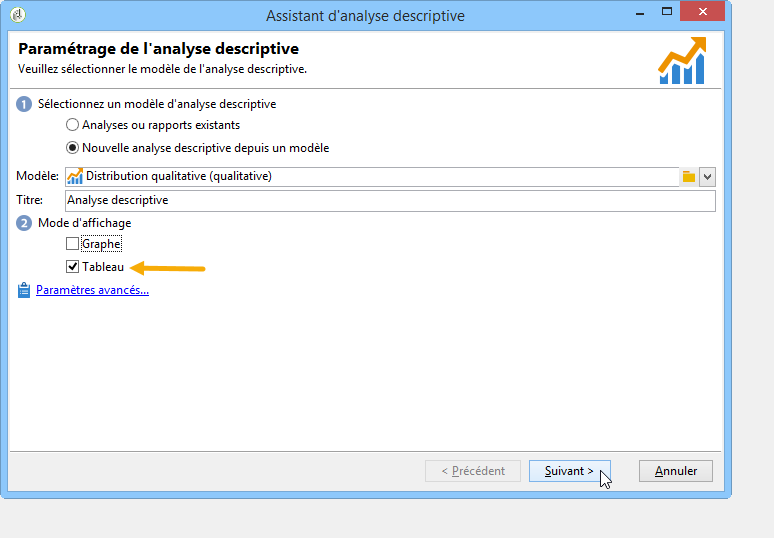 Assistant d'analyse descriptive
Paramétrage de l'analyse descriptive
Veuillez sélectionner le modèle de l'analyse descriptive.
1 Sélectionnez un modèle d'analyse descriptive
Analyses ou rapports existants
Nouvelle analyse descriptive depuis un modèle
Modèle: Distribution qualitative (qualitative)
Titre: Analyse descriptive
2 Mode d'affichage
Graphe
Tableau
Paramètres avancés...
< Précédent Suivant > Annuler